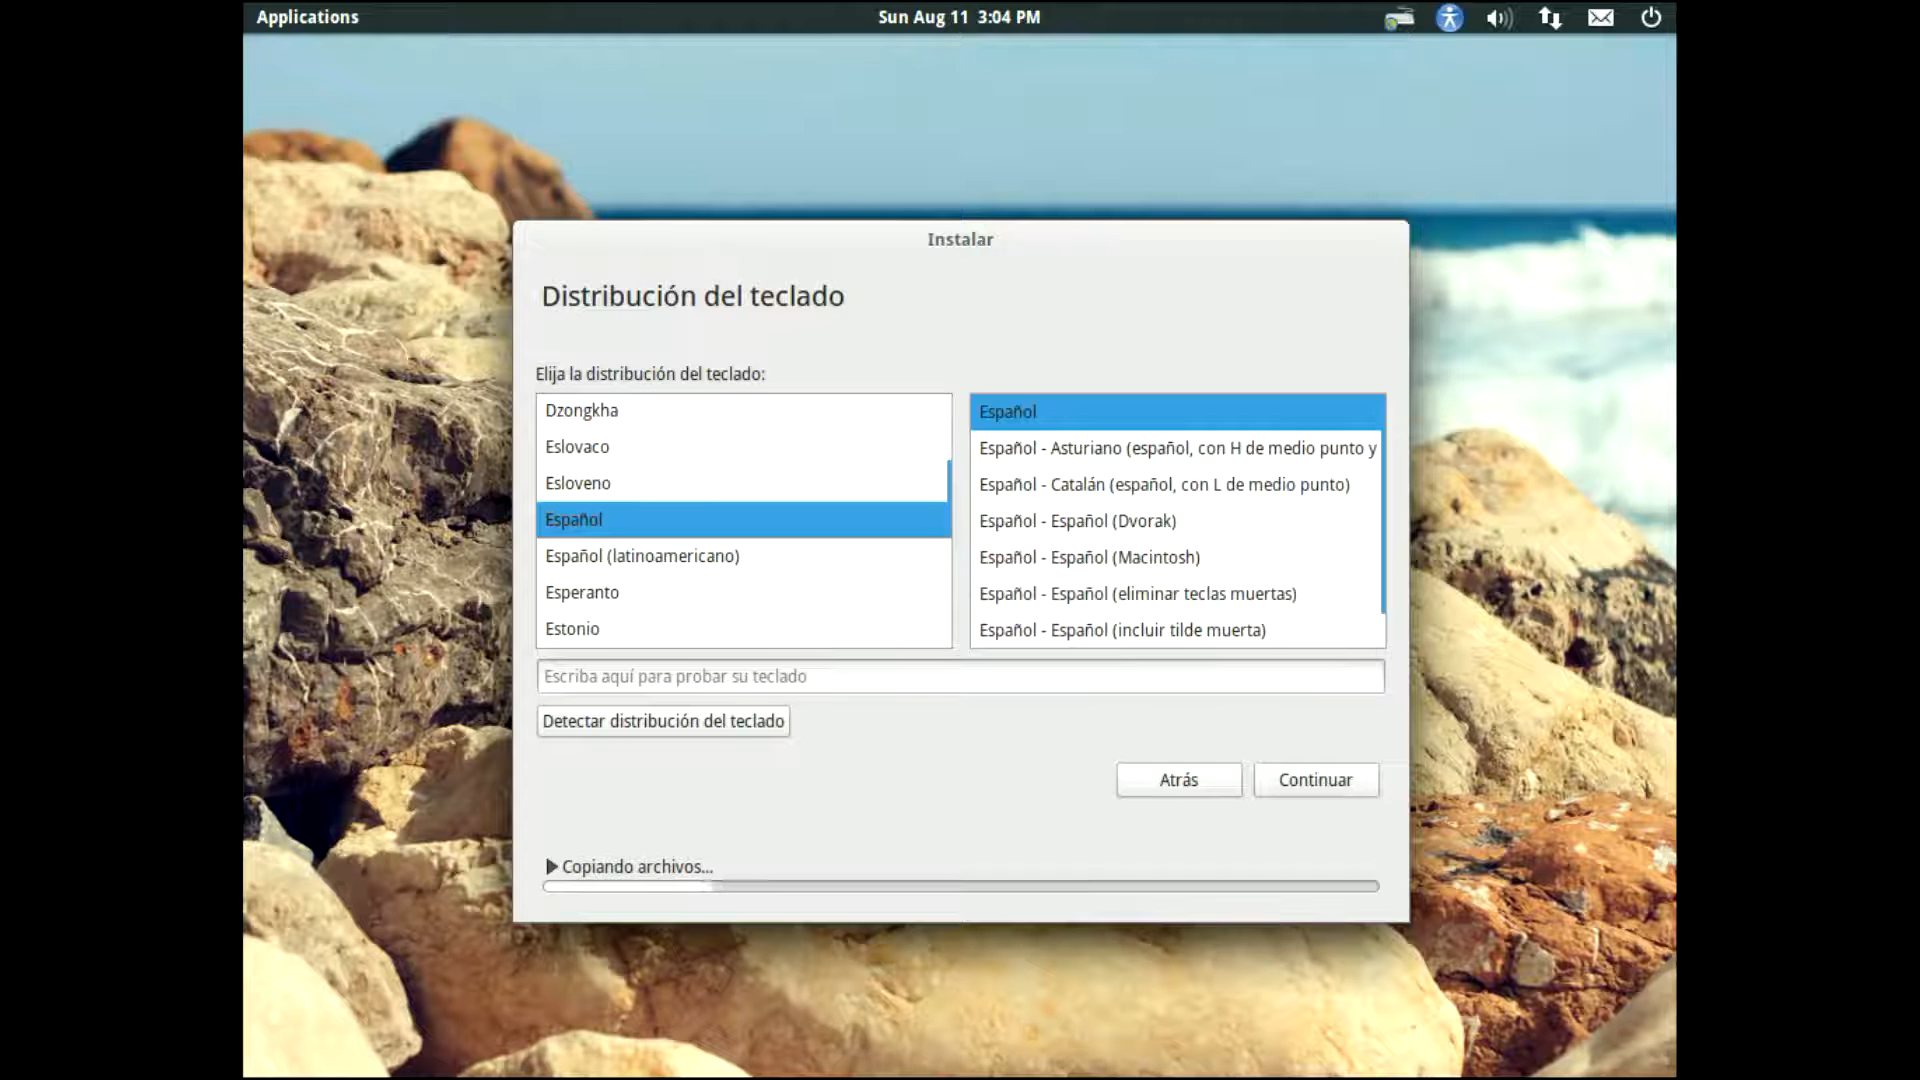 Applications
Sun Aug 11 3:04 PM
Instalar
Distribución del teclado
Elija la distribución del teclado:
Dzongkha
Eslovaco
Esloveno
Español
Español (latinoamericano)
Esperanto
Estonio
Español
Español - Asturiano (español, con H de medio punto y
Español - Catalán (español, con L de medio punto)
Español - Español (Dvorak)
Español - Español (Macintosh)
Español - Español (eliminar teclas muertas)
Español - Español (incluir tilde muerta)
Escriba aquí para probar su teclado
Detectar distribución del teclado
Atrás
Continuar
Copiando archivos...